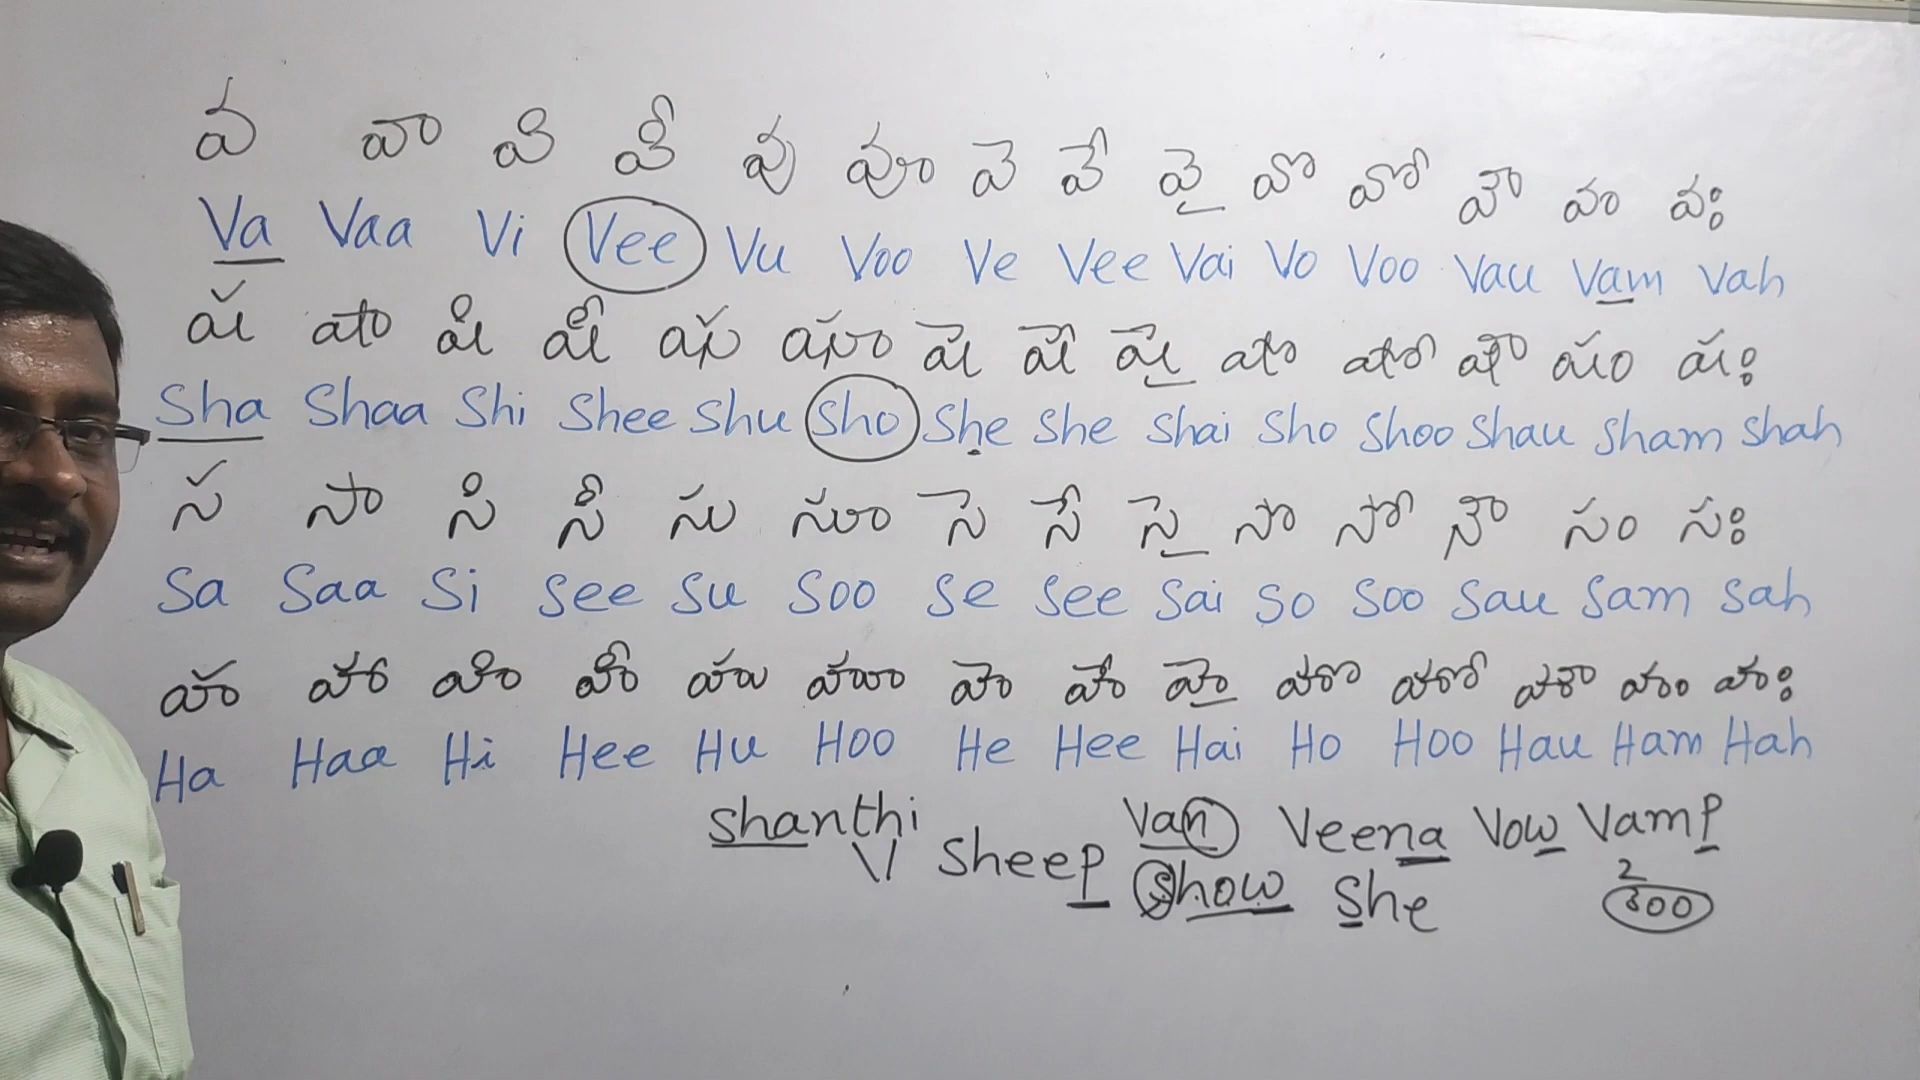 వ వా వి వీ వు వూ వె వే వై వొ వో వౌ వం వః
Va Vaa Vi Vee Vu Voo Ve Vee Vai Vo Voo Vau Vam Vah
ష షా షి షీ షు షూ షె షే షై షొ షో షౌ షం షః
Sha Shaa Shi Shee Shu Sho She She Shai Sho Shoo Shau Sham Shah
స సా సి సీ సు సూ సె సే సై సొ సో సౌ సం సః
Sa Saa Si See Su Soo Se See Sai So Soo Sau Sam Sah
హ హా హి హీ హు హూ హె హే హై హొ హో హౌ హం హః
Ha Haa Hi Hee Hu Hoo He Hee Hai Ho Hoo Hau Ham Hah
Shanthi Sheep Van Veena Vow Vamp
Show She
2